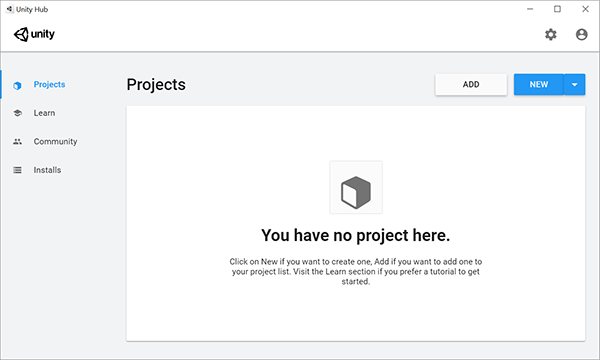 Unity Hub
unity
Projects
Learn
Community
Installs
Projects
ADD
NEW
You have no project here.
Click on New if you want to create one, Add if you want to add one to
your project list. Visit the Learn section if you prefer a tutorial to get
started.